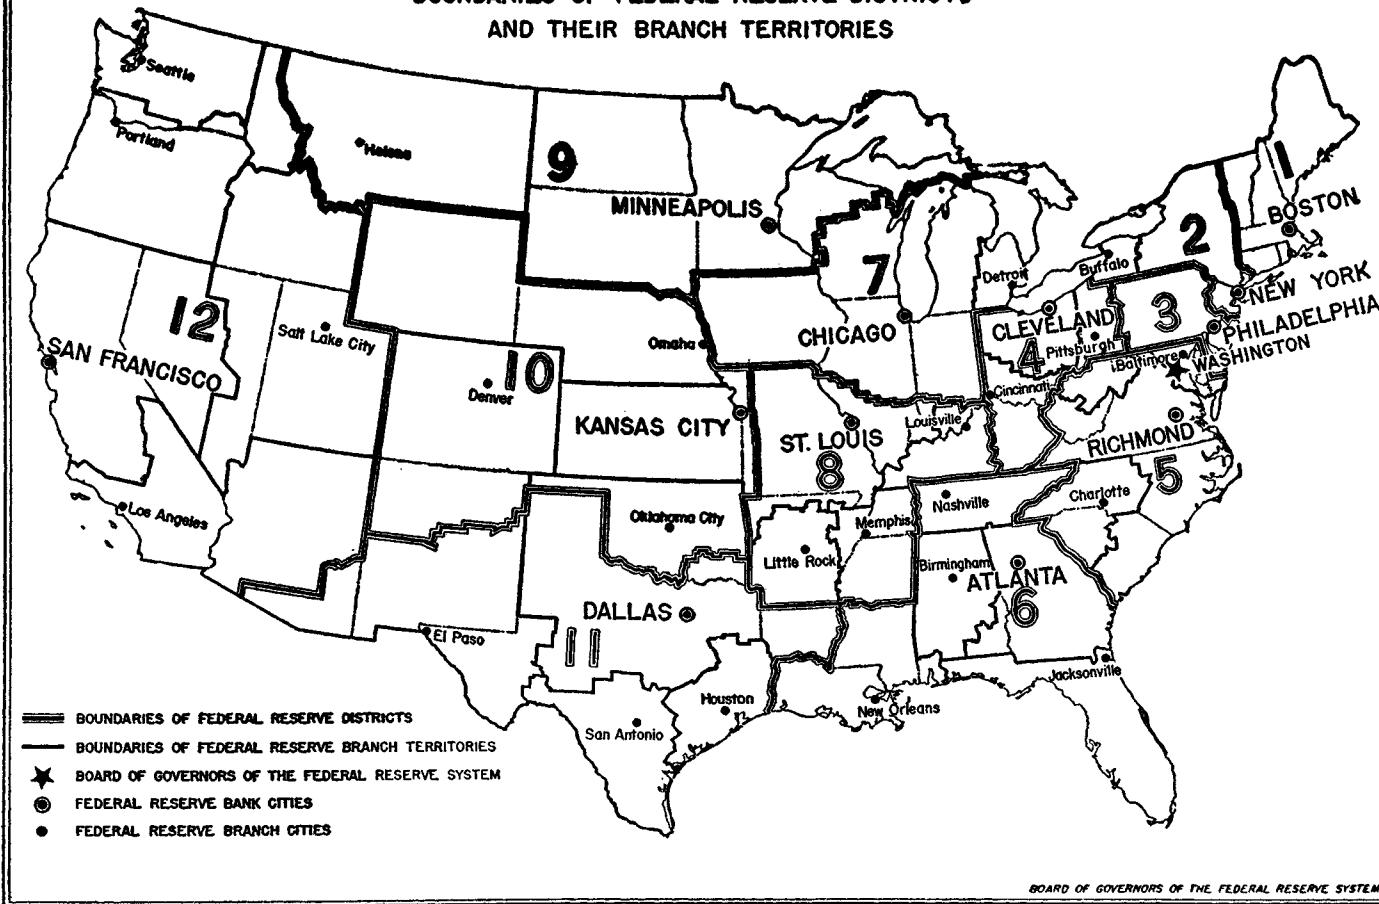 BOUNDARIES OF FEDERAL RESERVE DISTRICTS
AND THEIR BRANCH TERRITORIES
Seattle
Portland
Helena
9
MINNEAPOLIS
1
BOSTON
2
Buffalo
NEW YORK
Detroit
7
3
PHILADELPHIA
CLEVELAND
4
Pittsburgh
Baltimore
WASHINGTON
CHICAGO
12
Salt Lake City
SAN FRANCISCO
Omaha
10
Denver
KANSAS CITY
Cincinnati
Louisville
ST. LOUIS
8
RICHMOND
5
Los Angeles
Oklahoma City
Nashville
Charlotte
Memphis
Little Rock
Birmingham
ATLANTA
6
DALLAS
11
El Paso
Jacksonville
Houston
New Orleans
San Antonio
BOUNDARIES OF FEDERAL RESERVE DISTRICTS
BOUNDARIES OF FEDERAL RESERVE BRANCH TERRITORIES
BOARD OF GOVERNORS OF THE FEDERAL RESERVE SYSTEM
FEDERAL RESERVE BANK CITIES
FEDERAL RESERVE BRANCH CITIES
BOARD OF GOVERNORS OF THE FEDERAL RESERVE SYSTEM